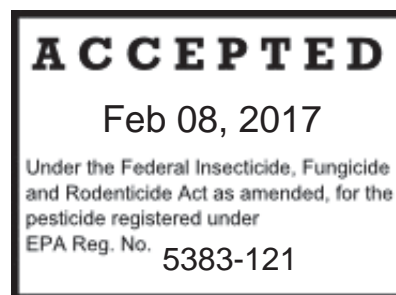 ACCEPTED
Feb 08, 2017
Under the Federal Insecticide, Fungicide
and Rodenticide Act as amended, for the
pesticide registered under
EPA Reg. No. 5383-121